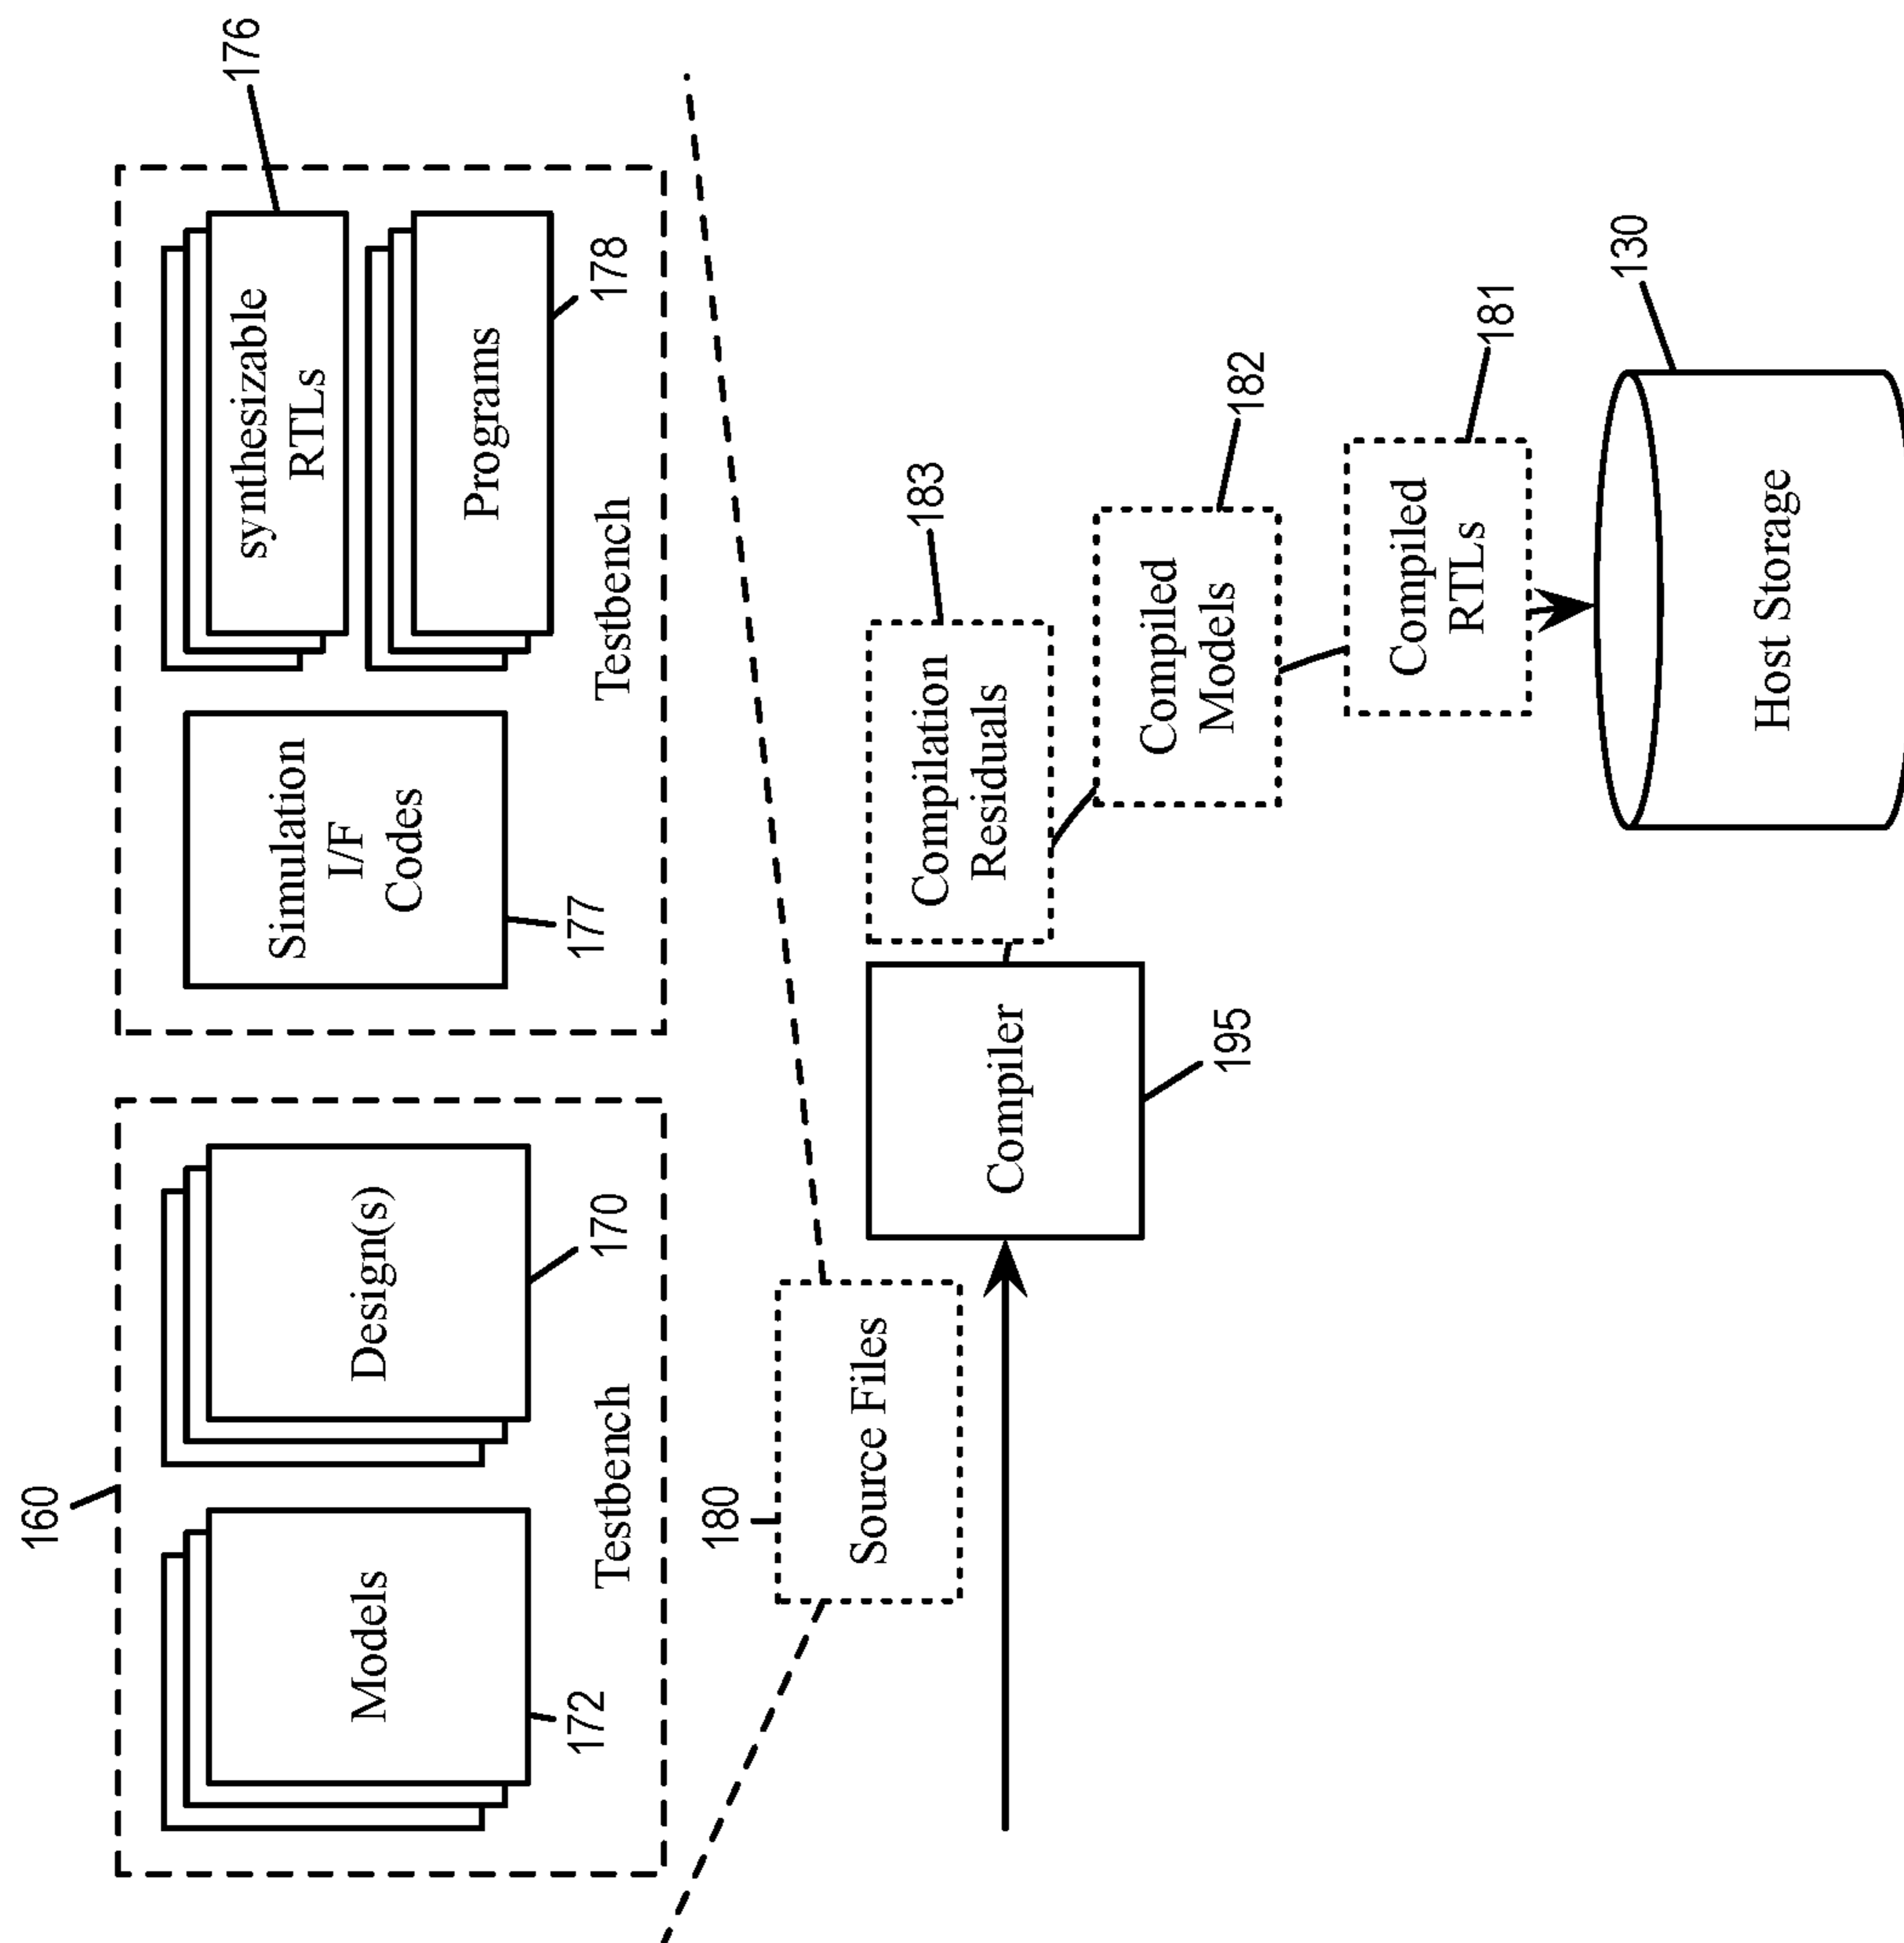 160
Models
172
Design(s)
170
Testbench
Simulation
I/F
Codes
177
synthesizable
RTLs
176
Programs
178
Testbench
180
Source Files
Compiler
195
Compilation
Residuals
183
Compiled
Models
182
Compiled
RTLs
181
Host Storage
130